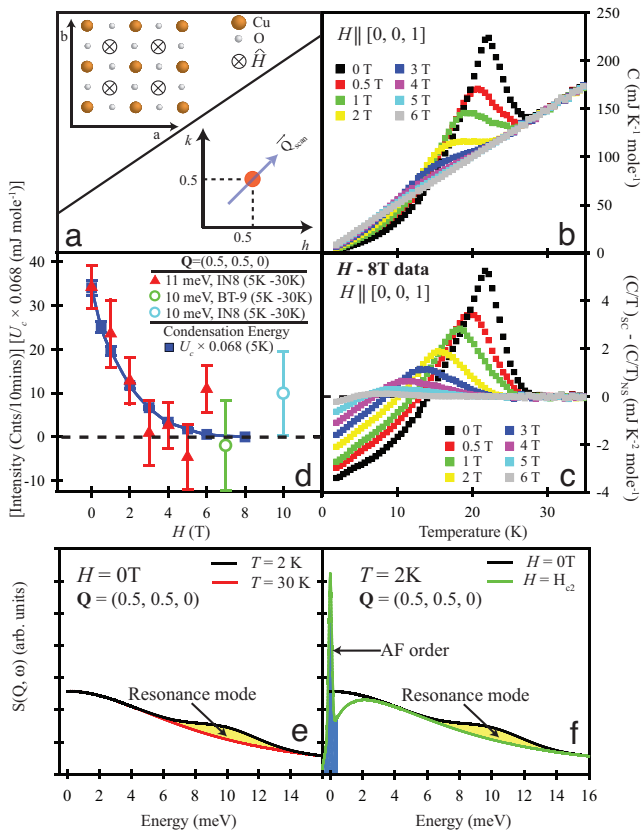 b
a
Cu
O
Ĥ
k
0.5
0.5
h
Q⃗scan
a
H || [0, 0, 1]
0 T
0.5 T
1 T
2 T
3 T
4 T
5 T
6 T
b
250
200
150
100
50
0
C
(mJ K⁻¹ mole⁻¹)
[Intensity (Cnts/10mins)] [Uc × 0.068 (mJ mole⁻¹)]
40
30
20
10
0
-10
Q=(0.5, 0.5, 0)
11 meV, IN8 (5K -30K)
10 meV, BT-9 (5K -30K)
10 meV, IN8 (5K -30K)
Condensation Energy
Uc × 0.068 (5K)
d
0 2 4 6 8 10
H (T)
H - 8T data
H || [0, 0, 1]
0 T
0.5 T
1 T
2 T
3 T
4 T
5 T
6 T
c
4
2
0
-2
-4
(C/T)SC - (C/T)NS
(mJ K⁻² mole⁻¹)
0 10 20 30
Temperature (K)
S(Q, ω) (arb. units)
H = 0T
Q = (0.5, 0.5, 0)
T = 2 K
T = 30 K
Resonance mode
e
0 2 4 6 8 10 12 14
Energy (meV)
T = 2K
Q = (0.5, 0.5, 0)
H = 0T
H = Hc2
AF order
Resonance mode
f
0 2 4 6 8 10 12 14 16
Energy (meV)